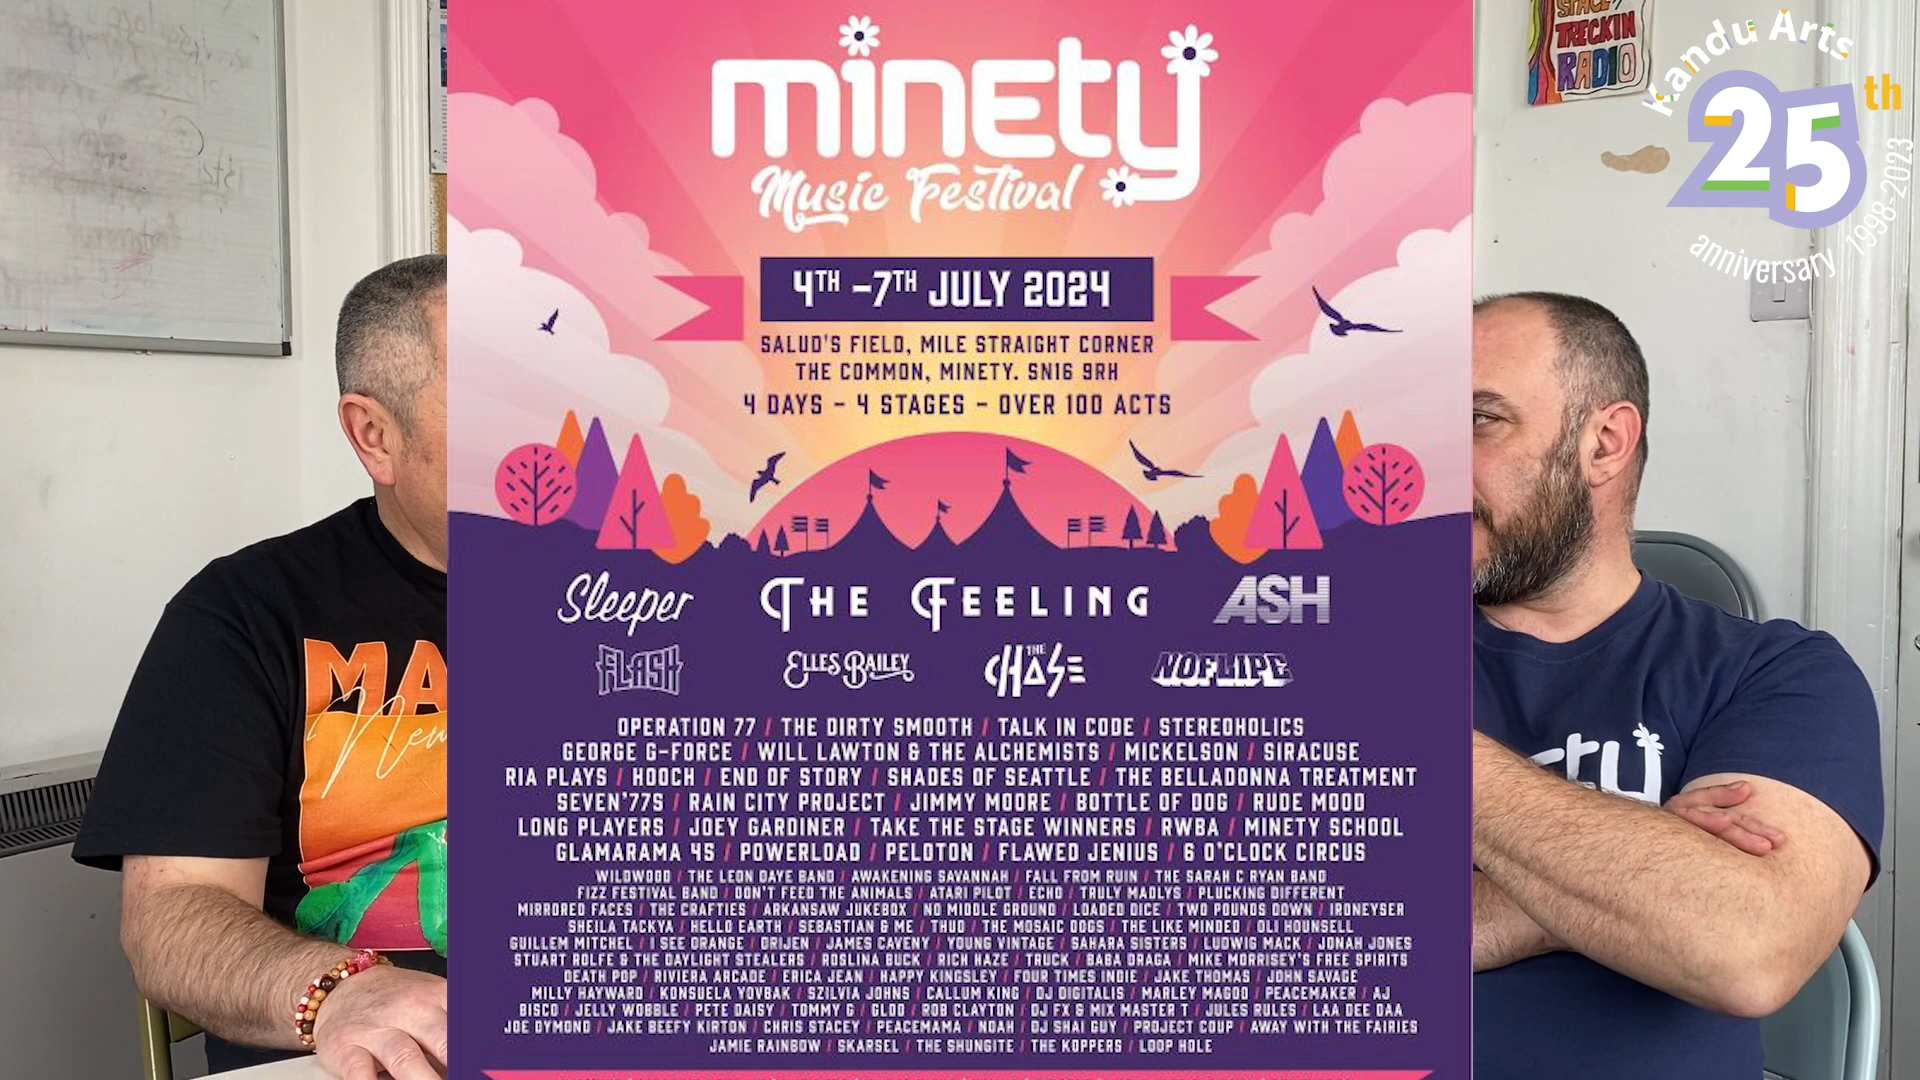 minety
Music Festival
4TH –7TH JULY 2024
SALUD'S FIELD, MILE STRAIGHT CORNER
THE COMMON, MINETY. SN16 9RH
4 DAYS – 4 STAGES – OVER 100 ACTS
Sleeper THE FEELING ASH
FLASH ELLES BAILEY THE CHASE NOFLIPE
OPERATION 77 / THE DIRTY SMOOTH / TALK IN CODE / STEREOHOLICS
GEORGE G-FORCE / WILL LAWTON & THE ALCHEMISTS / MICKELSON / SIRACUSE
RIA PLAYS / HOOCH / END OF STORY / SHADES OF SEATTLE / THE BELLADONNA TREATMENT
SEVEN'77S / RAIN CITY PROJECT / JIMMY MOORE / BOTTLE OF DOG / RUDE MOOD
LONG PLAYERS / JOEY GARDINER / TAKE THE STAGE WINNERS / RWBA / MINETY SCHOOL
GLAMARAMA 45 / POWERLOAD / PELOTON / FLAWED JENIUS / 6 O'CLOCK CIRCUS
WILDWOOD / THE LEON DAYE BAND / AWAKENING SAVANNAH / FALL FROM RUIN / THE SARAH C RYAN BAND
FIZZ FESTIVAL BAND / DON'T FEED THE ANIMALS / ATARI PILOT / ECHO / TRULY MADLYS / PLUCKING DIFFERENT
MIRRORED FACES / THE CRAFTIES / ARKANSAW JUKEBOX / NO MIDDLE GROUND / LOADED DICE / TWO POUNDS DOWN / IRONEYSER
SHEILA TACKYA / HELLO EARTH / SEBASTIAN & ME / THUD / THE MOSAIC DOGS / THE LIKE MINDED / OLI HOUNSELL
GUILLEM MITCHEL / I SEE ORANGE / DRIJEN / JAMES CAVENY / YOUNG VINTAGE / SAHARA SISTERS / LUDWIG MACK / JONAH JONES
STUART ROLFE & THE DAYLIGHT STEALERS / ROSLINA BUCK / RICH HAZE / TRUCK / BABA DRAGA / MIKE MORRISEY'S FREE SPIRITS
DEATH POP / RIVIERA ARCADE / ERICA JEAN / HAPPY KINGSLEY / FOUR TIMES INDIE / JAKE THOMAS / JOHN SAVAGE
MILLY HAYWARD / KONSUELA YOVBAK / SZILVIA JOHNS / CALLUM KING / DJ DIGITALIS / MARLEY MAGOO / PEACEMAKER / AJ
BISCO / JELLY WOBBLE / PETE DAISY / TOMMY G / GLOO / ROB CLAYTON / DJ FX & MIX MASTER T / JULES RULES / LAA DEE DAA
JOE DYMOND / JAKE BEEFY KIRTON / CHRIS STACEY / PEACEMAMA / NOAH / DJ SHAI GUY / PROJECT COUP / AWAY WITH THE FAIRIES
JAMIE RAINBOW / SKARSEL / THE SHUNGITE / THE KOPPERS / LOOP HOLE
SPACE
TRECKIN
RADIO
Kandu Arts
25th
anniversary 1998-2023
MA
New
ty